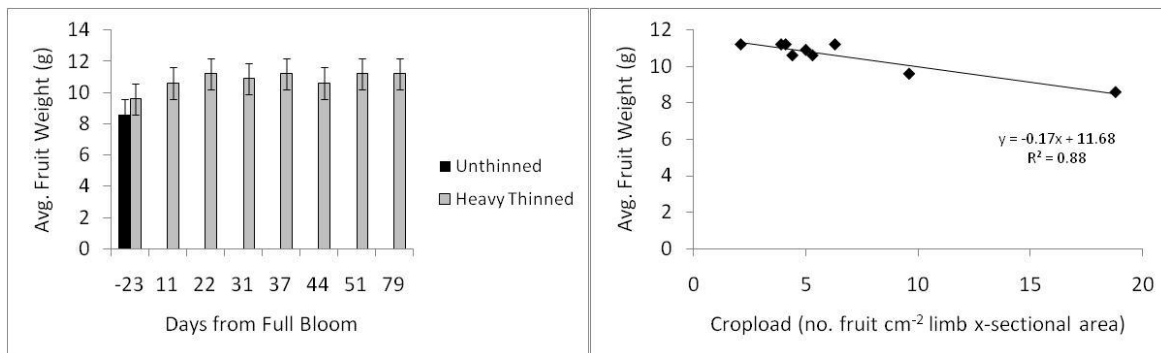 Avg. Fruit Weight (g)
14
12
10
8
6
4
2
0
-23 11 22 31 37 44 51 79
Days from Full Bloom
Unthinned
Heavy Thinned
Avg. Fruit Weight (g)
12
10
8
6
4
2
0
y = -0.17x + 11.68
R² = 0.88
0 5 10 15 20
Cropload (no. fruit cm⁻² limb x-sectional area)